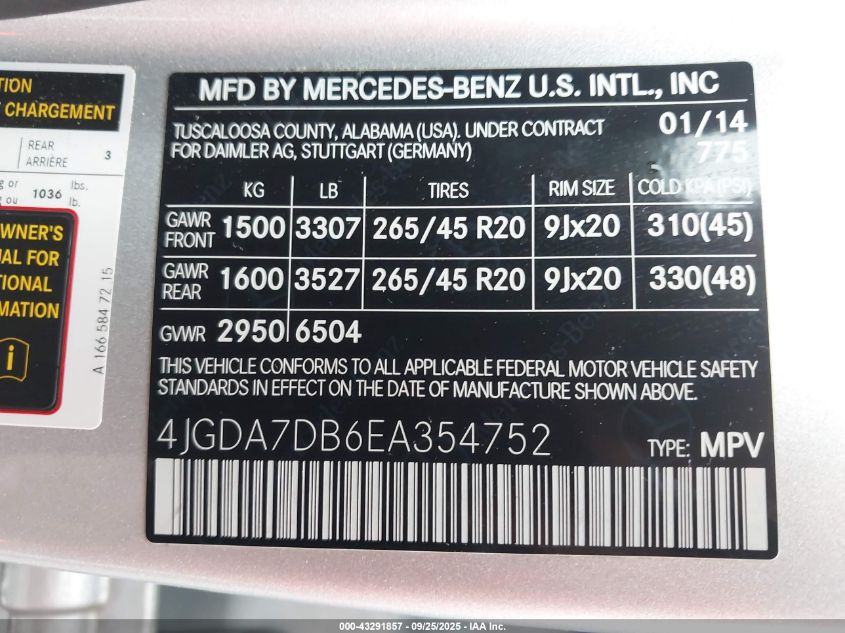 TION
CHARGEMENT
REAR
ARRIÈRE 3
g or
ou 1036 lbs.
lb.
OWNER'S
UAL FOR
TIONAL
RMATION
i
A 166 584 72 15
MFD BY MERCEDES-BENZ U.S. INTL., INC
TUSCALOOSA COUNTY, ALABAMA (USA). UNDER CONTRACT 01/14
FOR DAIMLER AG, STUTTGART (GERMANY) 775
KG LB TIRES RIM SIZE COLD KPA(PSI)
GAWR FRONT 1500 3307 265/45 R20 9Jx20 310(45)
GAWR REAR 1600 3527 265/45 R20 9Jx20 330(48)
GVWR 2950 6504
THIS VEHICLE CONFORMS TO ALL APPLICABLE FEDERAL MOTOR VEHICLE SAFETY
STANDARDS IN EFFECT ON THE DATE OF MANUFACTURE SHOWN ABOVE.
4JGDA7DB6EA354752 TYPE: MPV
000-43291857 - 09/25/2025 - IAA Inc.